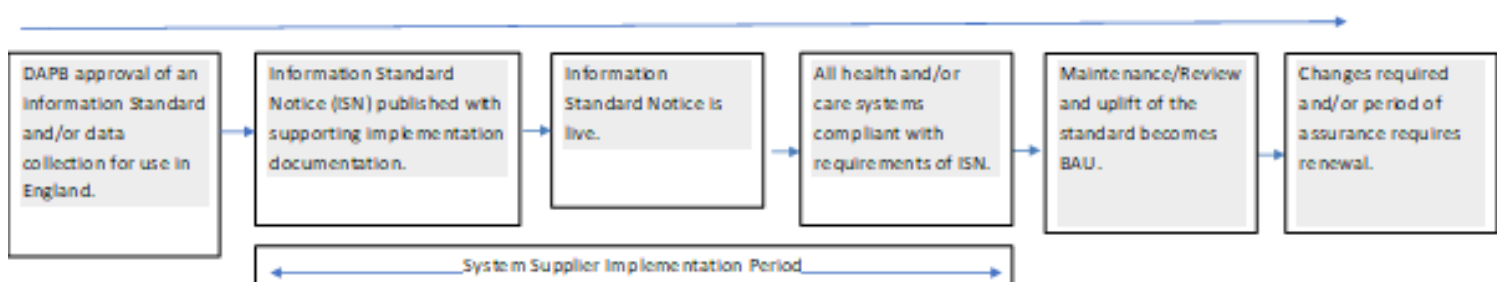 DAPB approval of an
Information Standard
and/or data
collection for use in
England.
Information Standard
Notice (ISN) published with
supporting implementation
documentation.
Information
Standard Notice is
live.
All health and/or
care systems
compliant with
requirements of ISN.
Maintenance/Review
and uplift of the
standard becomes
BAU.
Changes required
and/or period of
assurance requires
renewal.
System Supplier Implementation Period